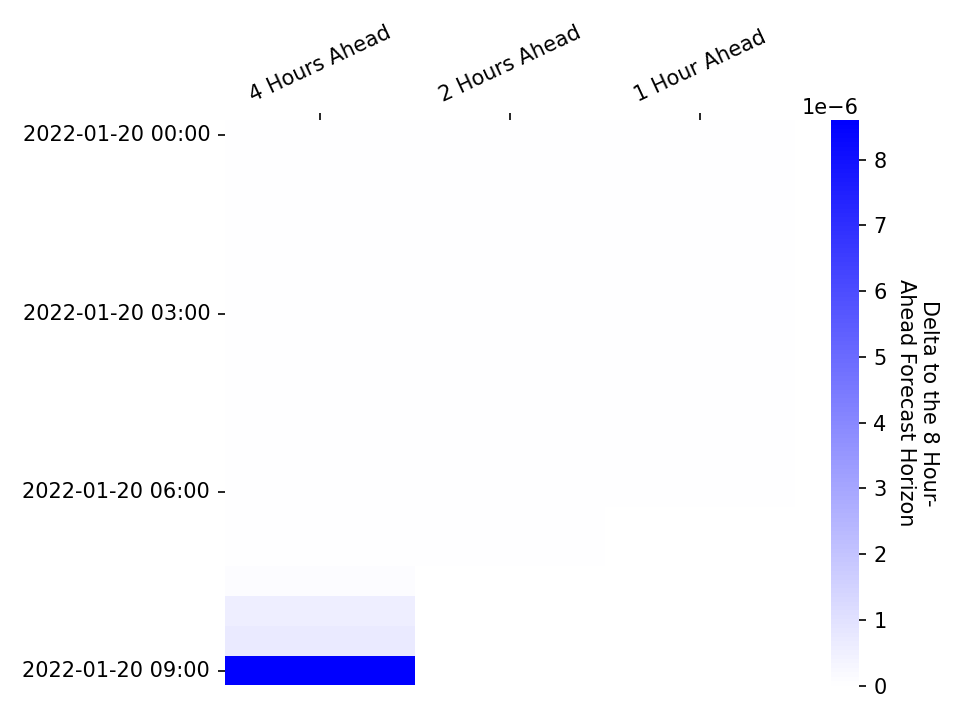 4 Hours Ahead
2 Hours Ahead
1 Hour Ahead
1e−6
2022-01-20 00:00
2022-01-20 03:00
2022-01-20 06:00
2022-01-20 09:00
8
7
6
5
4
3
2
1
0
Delta to the 8 Hour-
Ahead Forecast Horizon